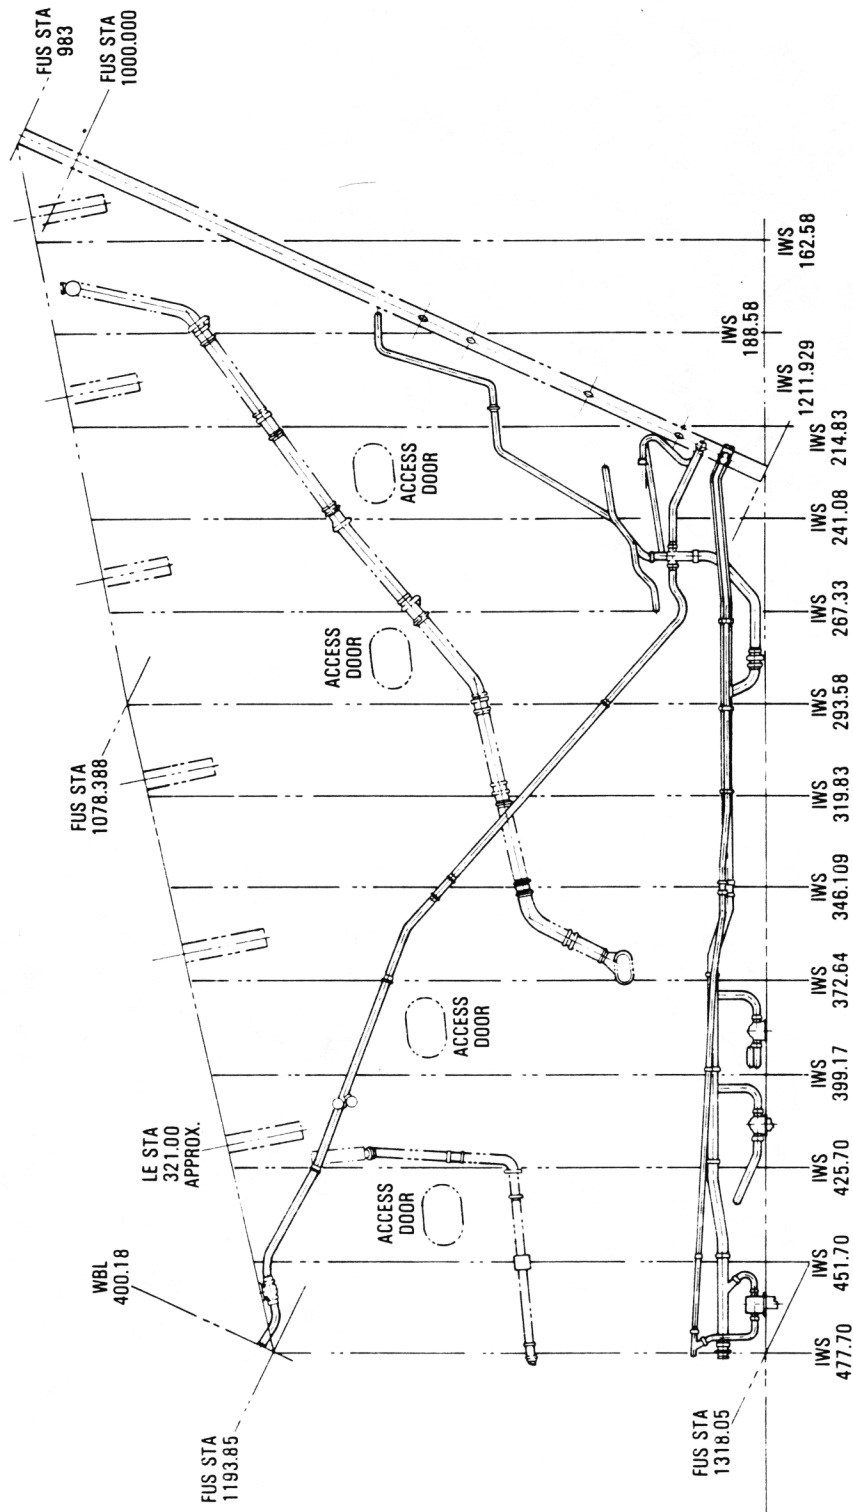 FUS STA
983
FUS STA
1000.000
IWS
162.58
IWS
188.58
IWS
1211.929
IWS
214.83
ACCESS
DOOR
IWS
241.08
IWS
267.33
ACCESS
DOOR
IWS
293.58
FUS STA
1078.388
IWS
319.83
IWS
346.109
IWS
372.64
ACCESS
DOOR
IWS
399.17
LE STA
321.00
APPROX.
IWS
425.70
ACCESS
DOOR
WBL
400.18
IWS
451.70
IWS
477.70
FUS STA
1193.85
FUS STA
1318.05